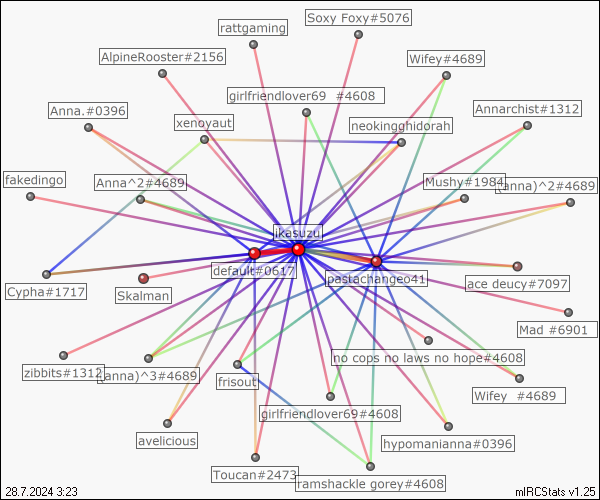 Soxy Foxy#5076
rattgaming
AlpineRooster#2156
Wifey#4689
girlfriendlover69 #4608
Anna.#0396
Annarchist#1312
xenoyaut
neokingghidorah
fakedingo
Anna^2#4689
Mushy#1984
(anna)^2#4689
ikasuzu
default#0617
pastachange041
Cypha#1717
Skalman
ace deucy#7097
Mad #6901
no cops no laws no hope#4608
zibbits#1312
(anna)^3#4689
frisout
Wifey #4689
girlfriendlover69#4608
avelicious
hypomanianna#0396
Toucan#2473
ramshackle gorey#4608
28.7.2024 3:23
mIRCStats v1.25